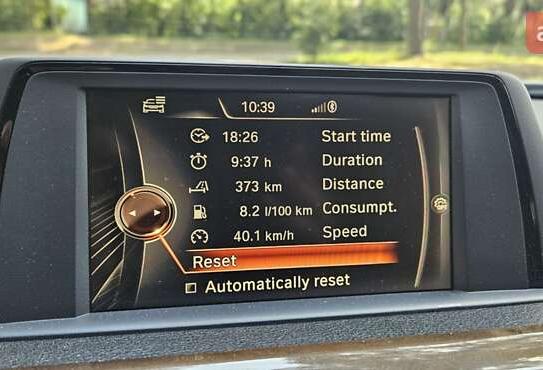 10:39
18:26 Start time
9:37 h Duration
373 km Distance
8.2 l/100 km Consumpt.
40.1 km/h Speed
Reset
Automatically reset